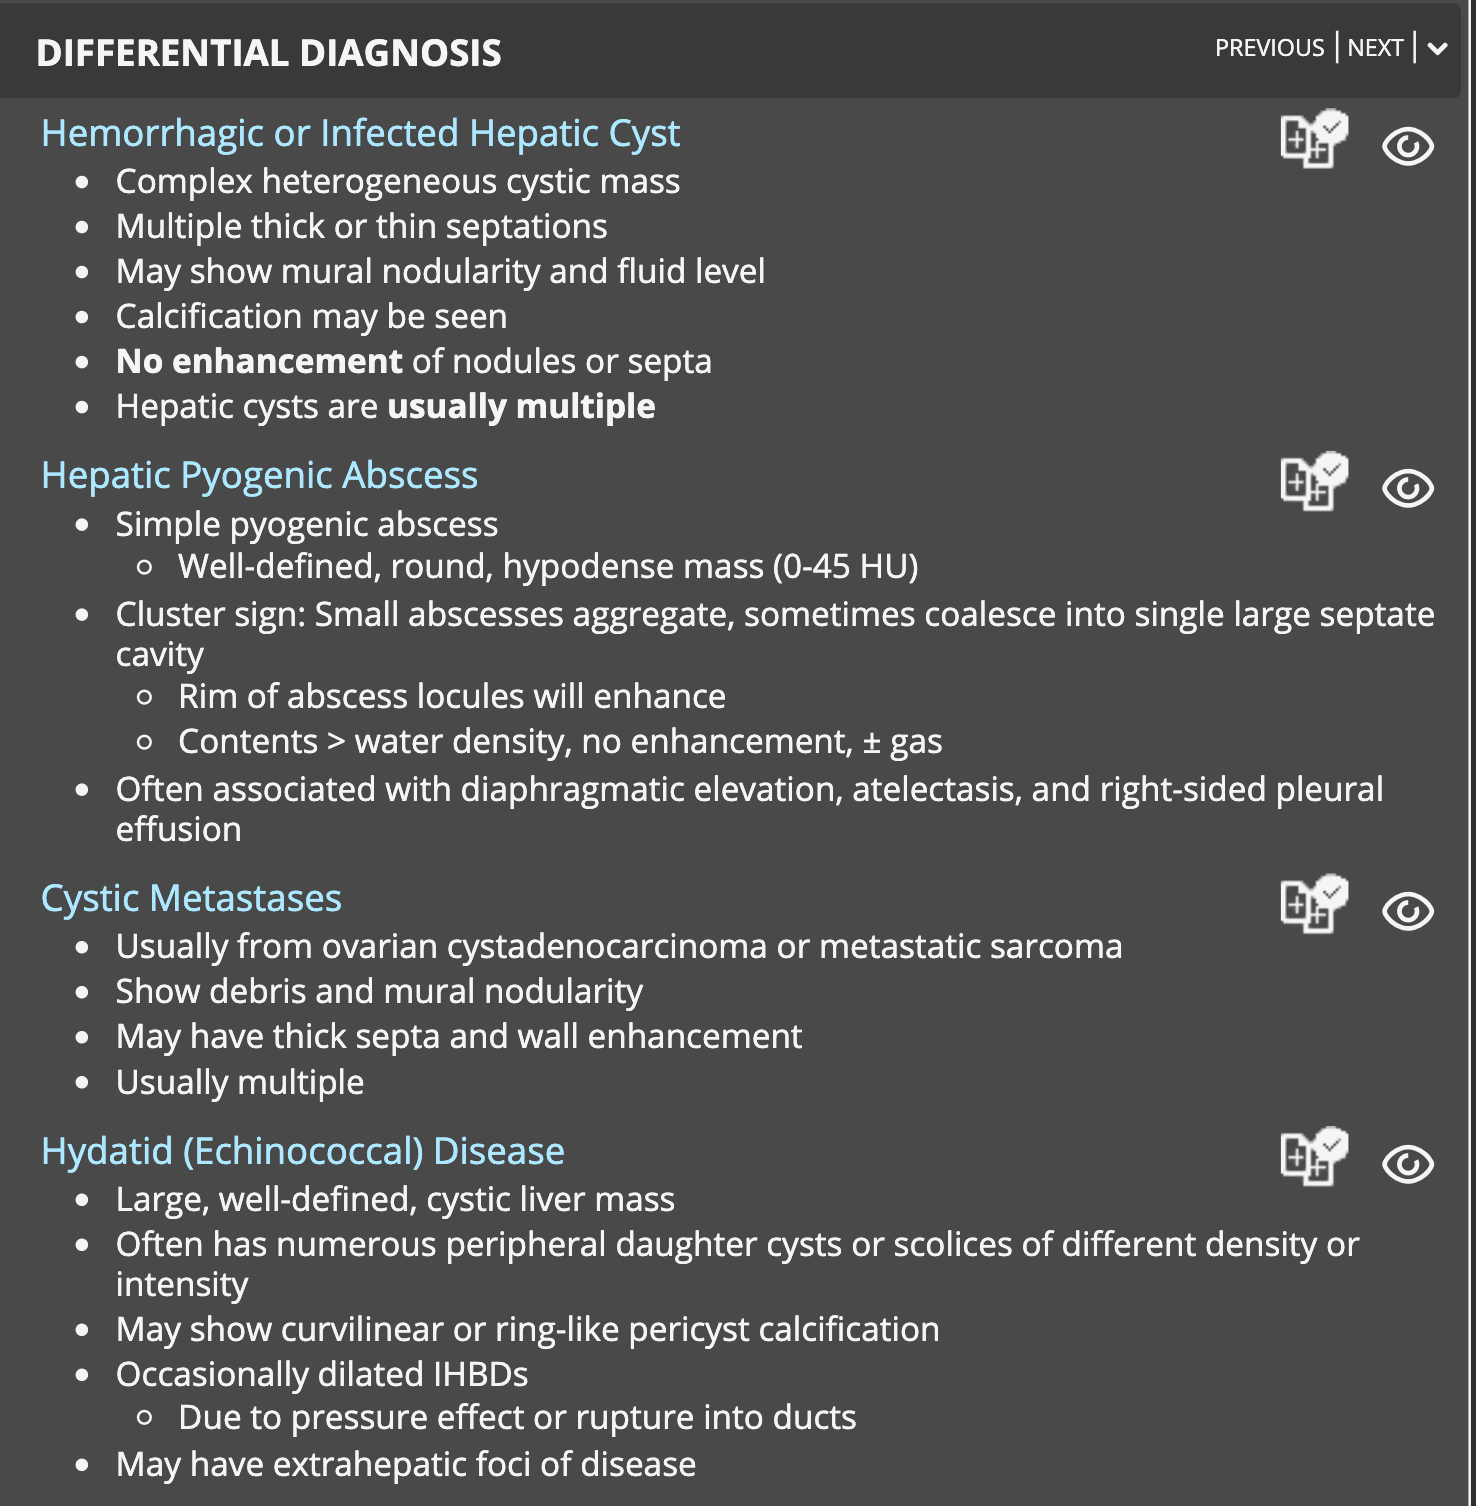 DIFFERENTIAL DIAGNOSIS
PREVIOUS | NEXT |
Hemorrhagic or Infected Hepatic Cyst
• Complex heterogeneous cystic mass
• Multiple thick or thin septations
• May show mural nodularity and fluid level
• Calcification may be seen
• No enhancement of nodules or septa
• Hepatic cysts are usually multiple
Hepatic Pyogenic Abscess
• Simple pyogenic abscess
○ Well-defined, round, hypodense mass (0-45 HU)
• Cluster sign: Small abscesses aggregate, sometimes coalesce into single large septate
cavity
○ Rim of abscess locules will enhance
○ Contents > water density, no enhancement, ± gas
• Often associated with diaphragmatic elevation, atelectasis, and right-sided pleural
effusion
Cystic Metastases
• Usually from ovarian cystadenocarcinoma or metastatic sarcoma
• Show debris and mural nodularity
• May have thick septa and wall enhancement
• Usually multiple
Hydatid (Echinococcal) Disease
• Large, well-defined, cystic liver mass
• Often has numerous peripheral daughter cysts or scolices of different density or
intensity
• May show curvilinear or ring-like pericyst calcification
• Occasionally dilated IHBDs
○ Due to pressure effect or rupture into ducts
• May have extrahepatic foci of disease